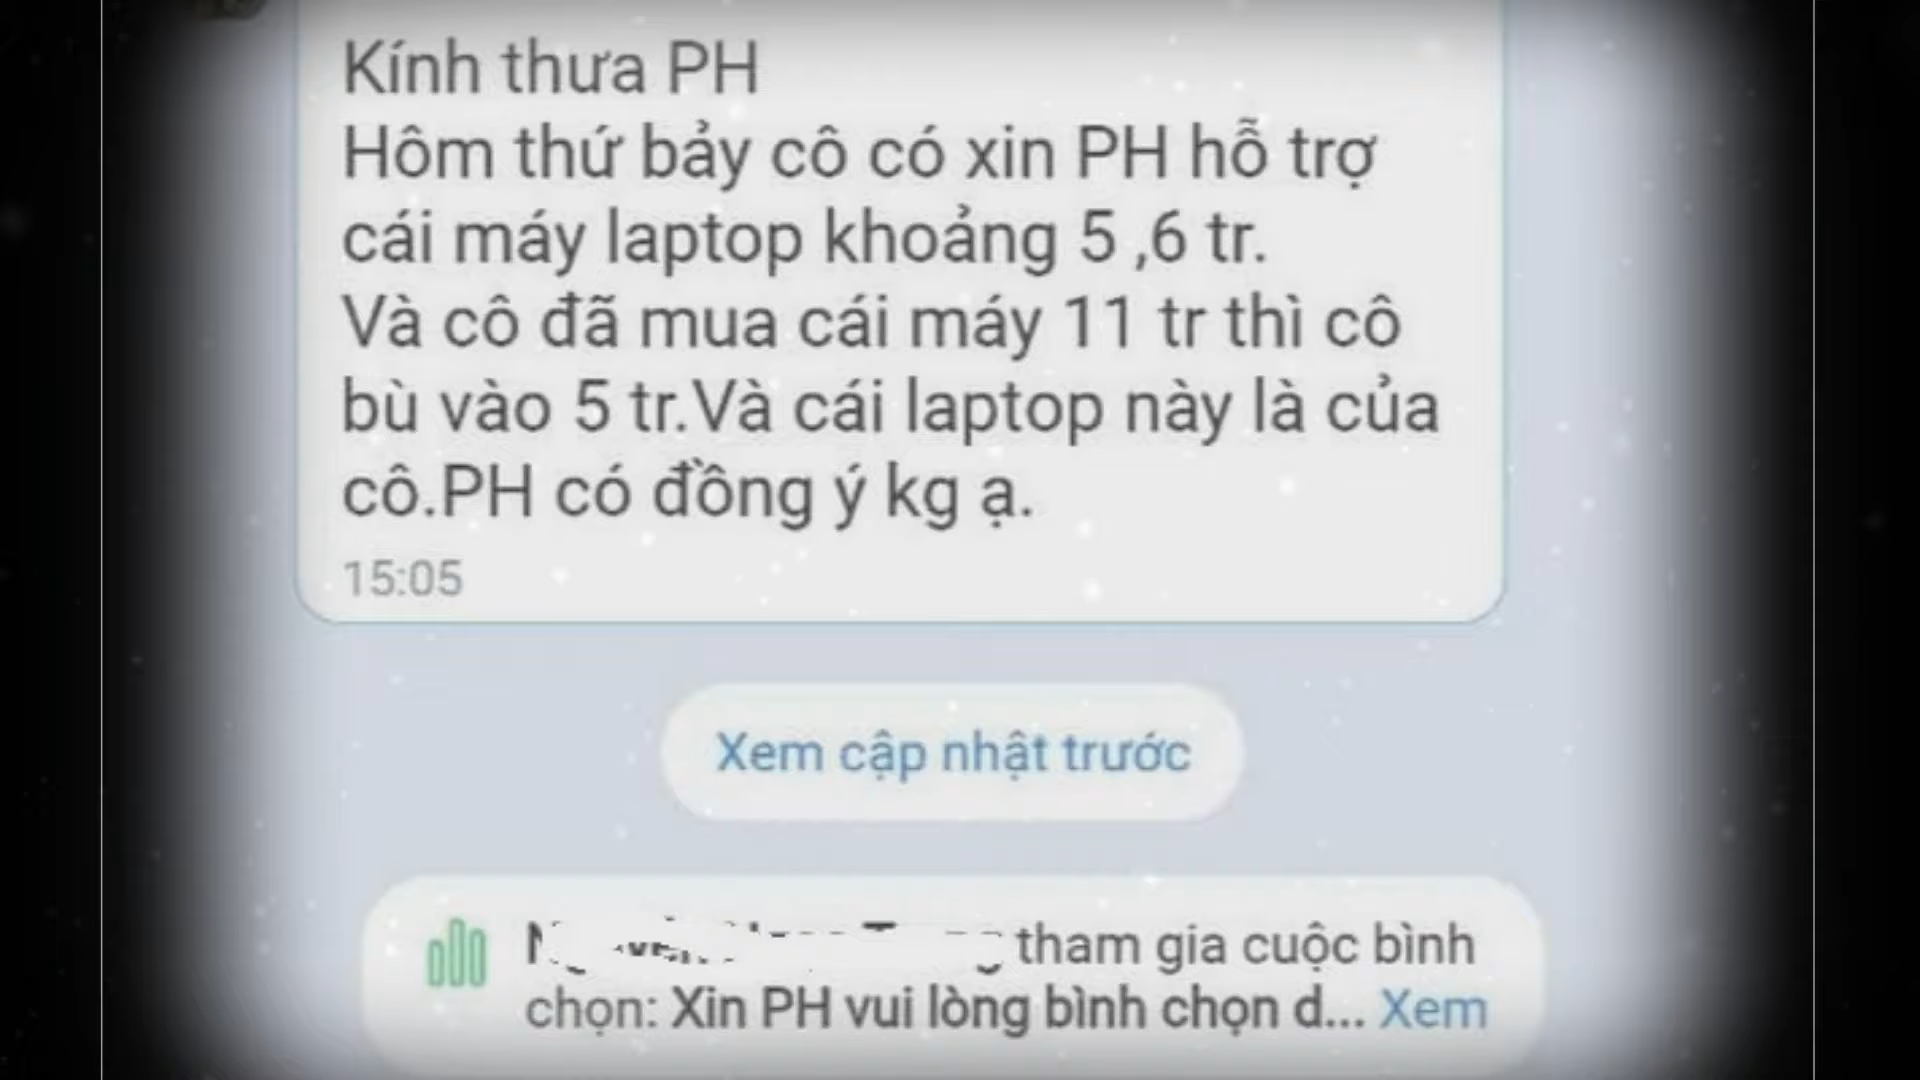 Kính thưa PH
Hôm thứ bảy cô có xin PH hỗ trợ
cái máy laptop khoảng 5 ,6 tr.
Và cô đã mua cái máy 11 tr thì cô
bù vào 5 tr.Và cái laptop này là của
cô.PH có đồng ý kg ạ.
15:05
Xem cập nhật trước
tham gia cuộc bình
chọn: Xin PH vui lòng bình chọn d... Xem